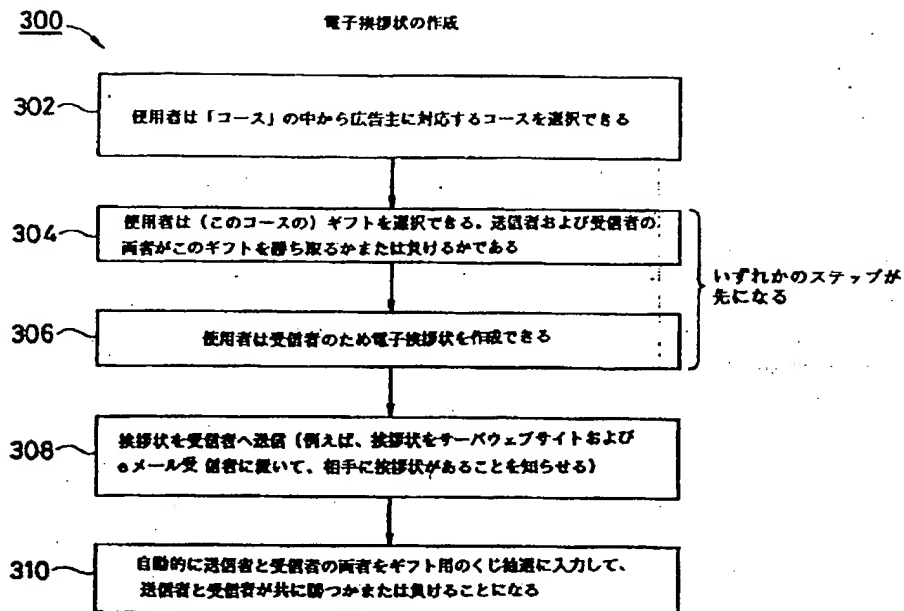 300
電子挨拶状の作成
302
使用者は「コース」の中から広告主に対応するコースを選択できる
304
使用者は(このコースの)ギフトを選択できる。送信者および受信者の
両者がこのギフトを勝ち取るかまたは負けるかである
いずれかのステップが
先になる
306
使用者は受信者のため電子挨拶状を作成できる
308
挨拶状を受信者へ送信(例えば、挨拶状をサーバウェブサイトおよび
eメール受信者に置いて、相手に挨拶状があることを知らせる)
310
自動的に送信者と受信者の両者をギフト用のくじ抽選に入力して、
送信者と受信者が共に勝つかまたは負けることになる